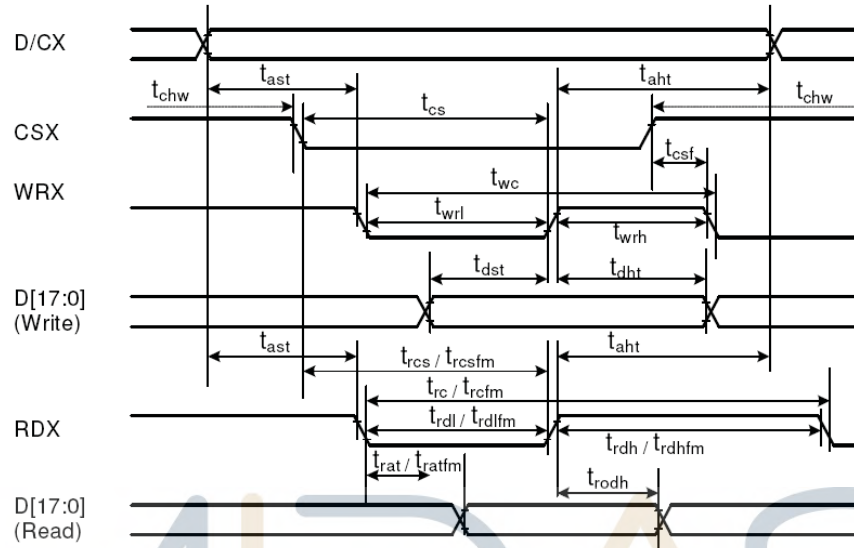 D/CX
t_ast t_aht
t_chw t_cs t_chw
CSX
t_csf
WRX t_wc
t_wrl t_wrh
t_dst t_dht
D[17:0]
(Write)
t_ast t_rcs / t_rcsfm t_aht
t_rc / t_rcfm
RDX t_rdl / t_rdlfm
t_rdh / t_rdhfm
t_rat / t_ratfm
t_rodh
D[17:0]
(Read)